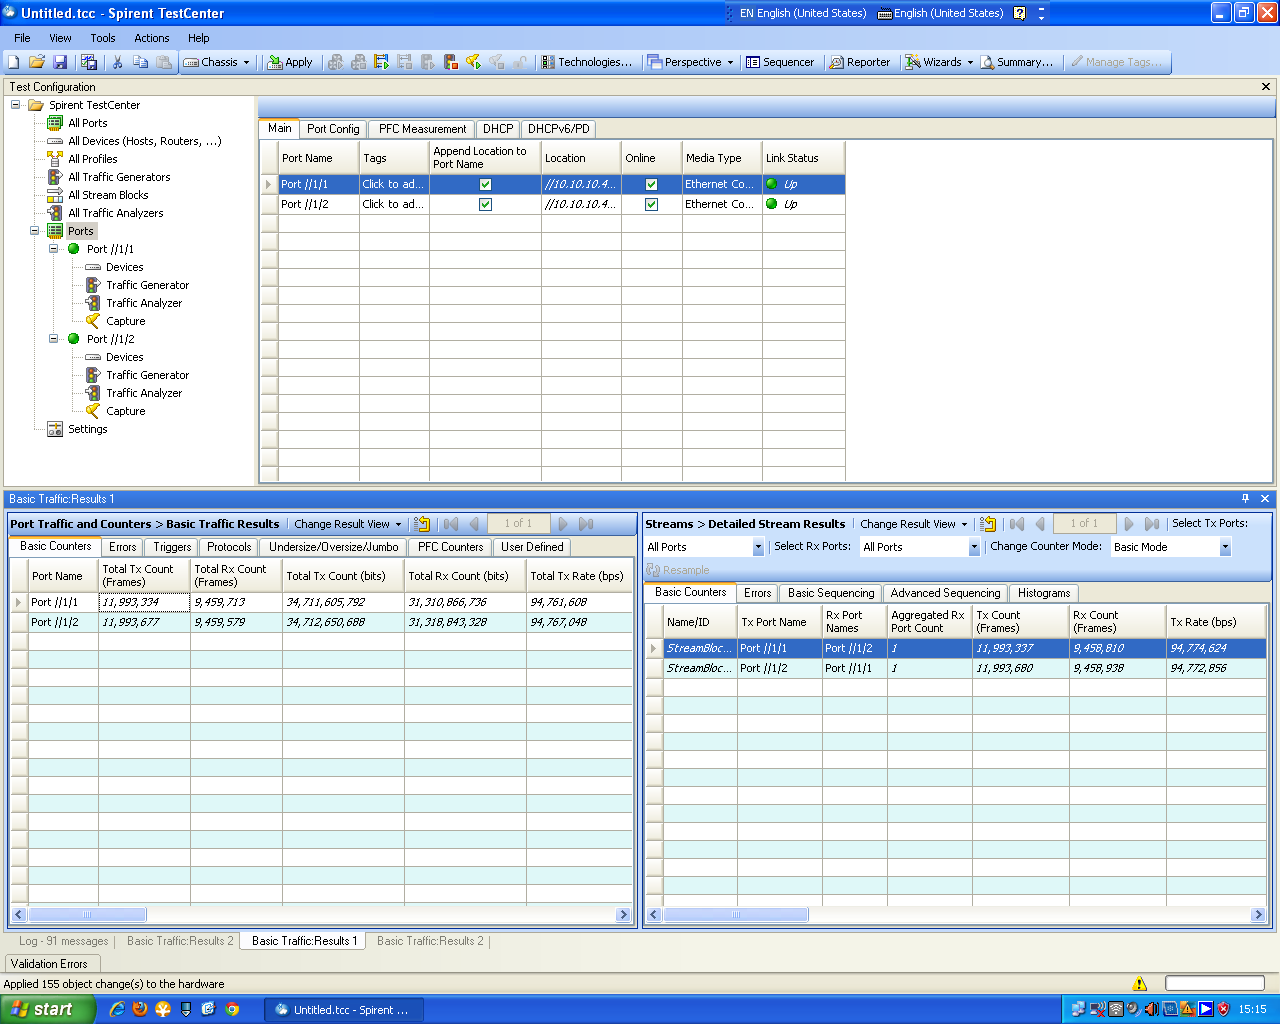 Untitled.tcc - Spirent TestCenter
EN English (United States) English (United States)
File View Tools Actions Help
Chassis Apply Technologies... Perspective Sequencer Reporter Wizards Summary... Manage Tags...
Test Configuration
Spirent TestCenter
All Ports
All Devices (Hosts, Routers, ...)
All Profiles
All Traffic Generators
All Stream Blocks
All Traffic Analyzers
Ports
Port //1/1
Devices
Traffic Generator
Traffic Analyzer
Capture
Port //1/2
Devices
Traffic Generator
Traffic Analyzer
Capture
Settings
Main Port Config PFC Measurement DHCP DHCPv6/PD
Port Name Tags Append Location to Port Name Location Online Media Type Link Status
Port //1/1 Click to ad... //10.10.10.4... Ethernet Co... Up
Port //1/2 Click to ad... //10.10.10.4... Ethernet Co... Up
Basic Traffic:Results 1
Port Traffic and Counters > Basic Traffic Results Change Result View 1 of 1
Basic Counters Errors Triggers Protocols Undersize/Oversize/Jumbo PFC Counters User Defined
Port Name Total Tx Count (Frames) Total Rx Count (Frames) Total Tx Count (bits) Total Rx Count (bits) Total Tx Rate (bps)
Port //1/1 11,993,334 9,459,713 34,711,605,792 31,310,866,736 94,761,608
Port //1/2 11,993,677 9,459,579 34,712,650,688 31,318,843,328 94,767,048
Streams > Detailed Stream Results Change Result View 1 of 1 Select Tx Ports:
All Ports Select Rx Ports: All Ports Change Counter Mode: Basic Mode
Resample
Basic Counters Errors Basic Sequencing Advanced Sequencing Histograms
Name/ID Tx Port Name Rx Port Names Aggregated Rx Port Count Tx Count (Frames) Rx Count (Frames) Tx Rate (bps)
StreamBloc... Port //1/1 Port //1/2 1 11,993,337 9,458,810 94,774,624
StreamBloc... Port //1/2 Port //1/1 1 11,993,680 9,458,938 94,772,856
Log - 91 messages Basic Traffic:Results 2 Basic Traffic:Results 1 Basic Traffic:Results 2
Validation Errors
Applied 155 object change(s) to the hardware
start Untitled.tcc - Spirent ... 15:15